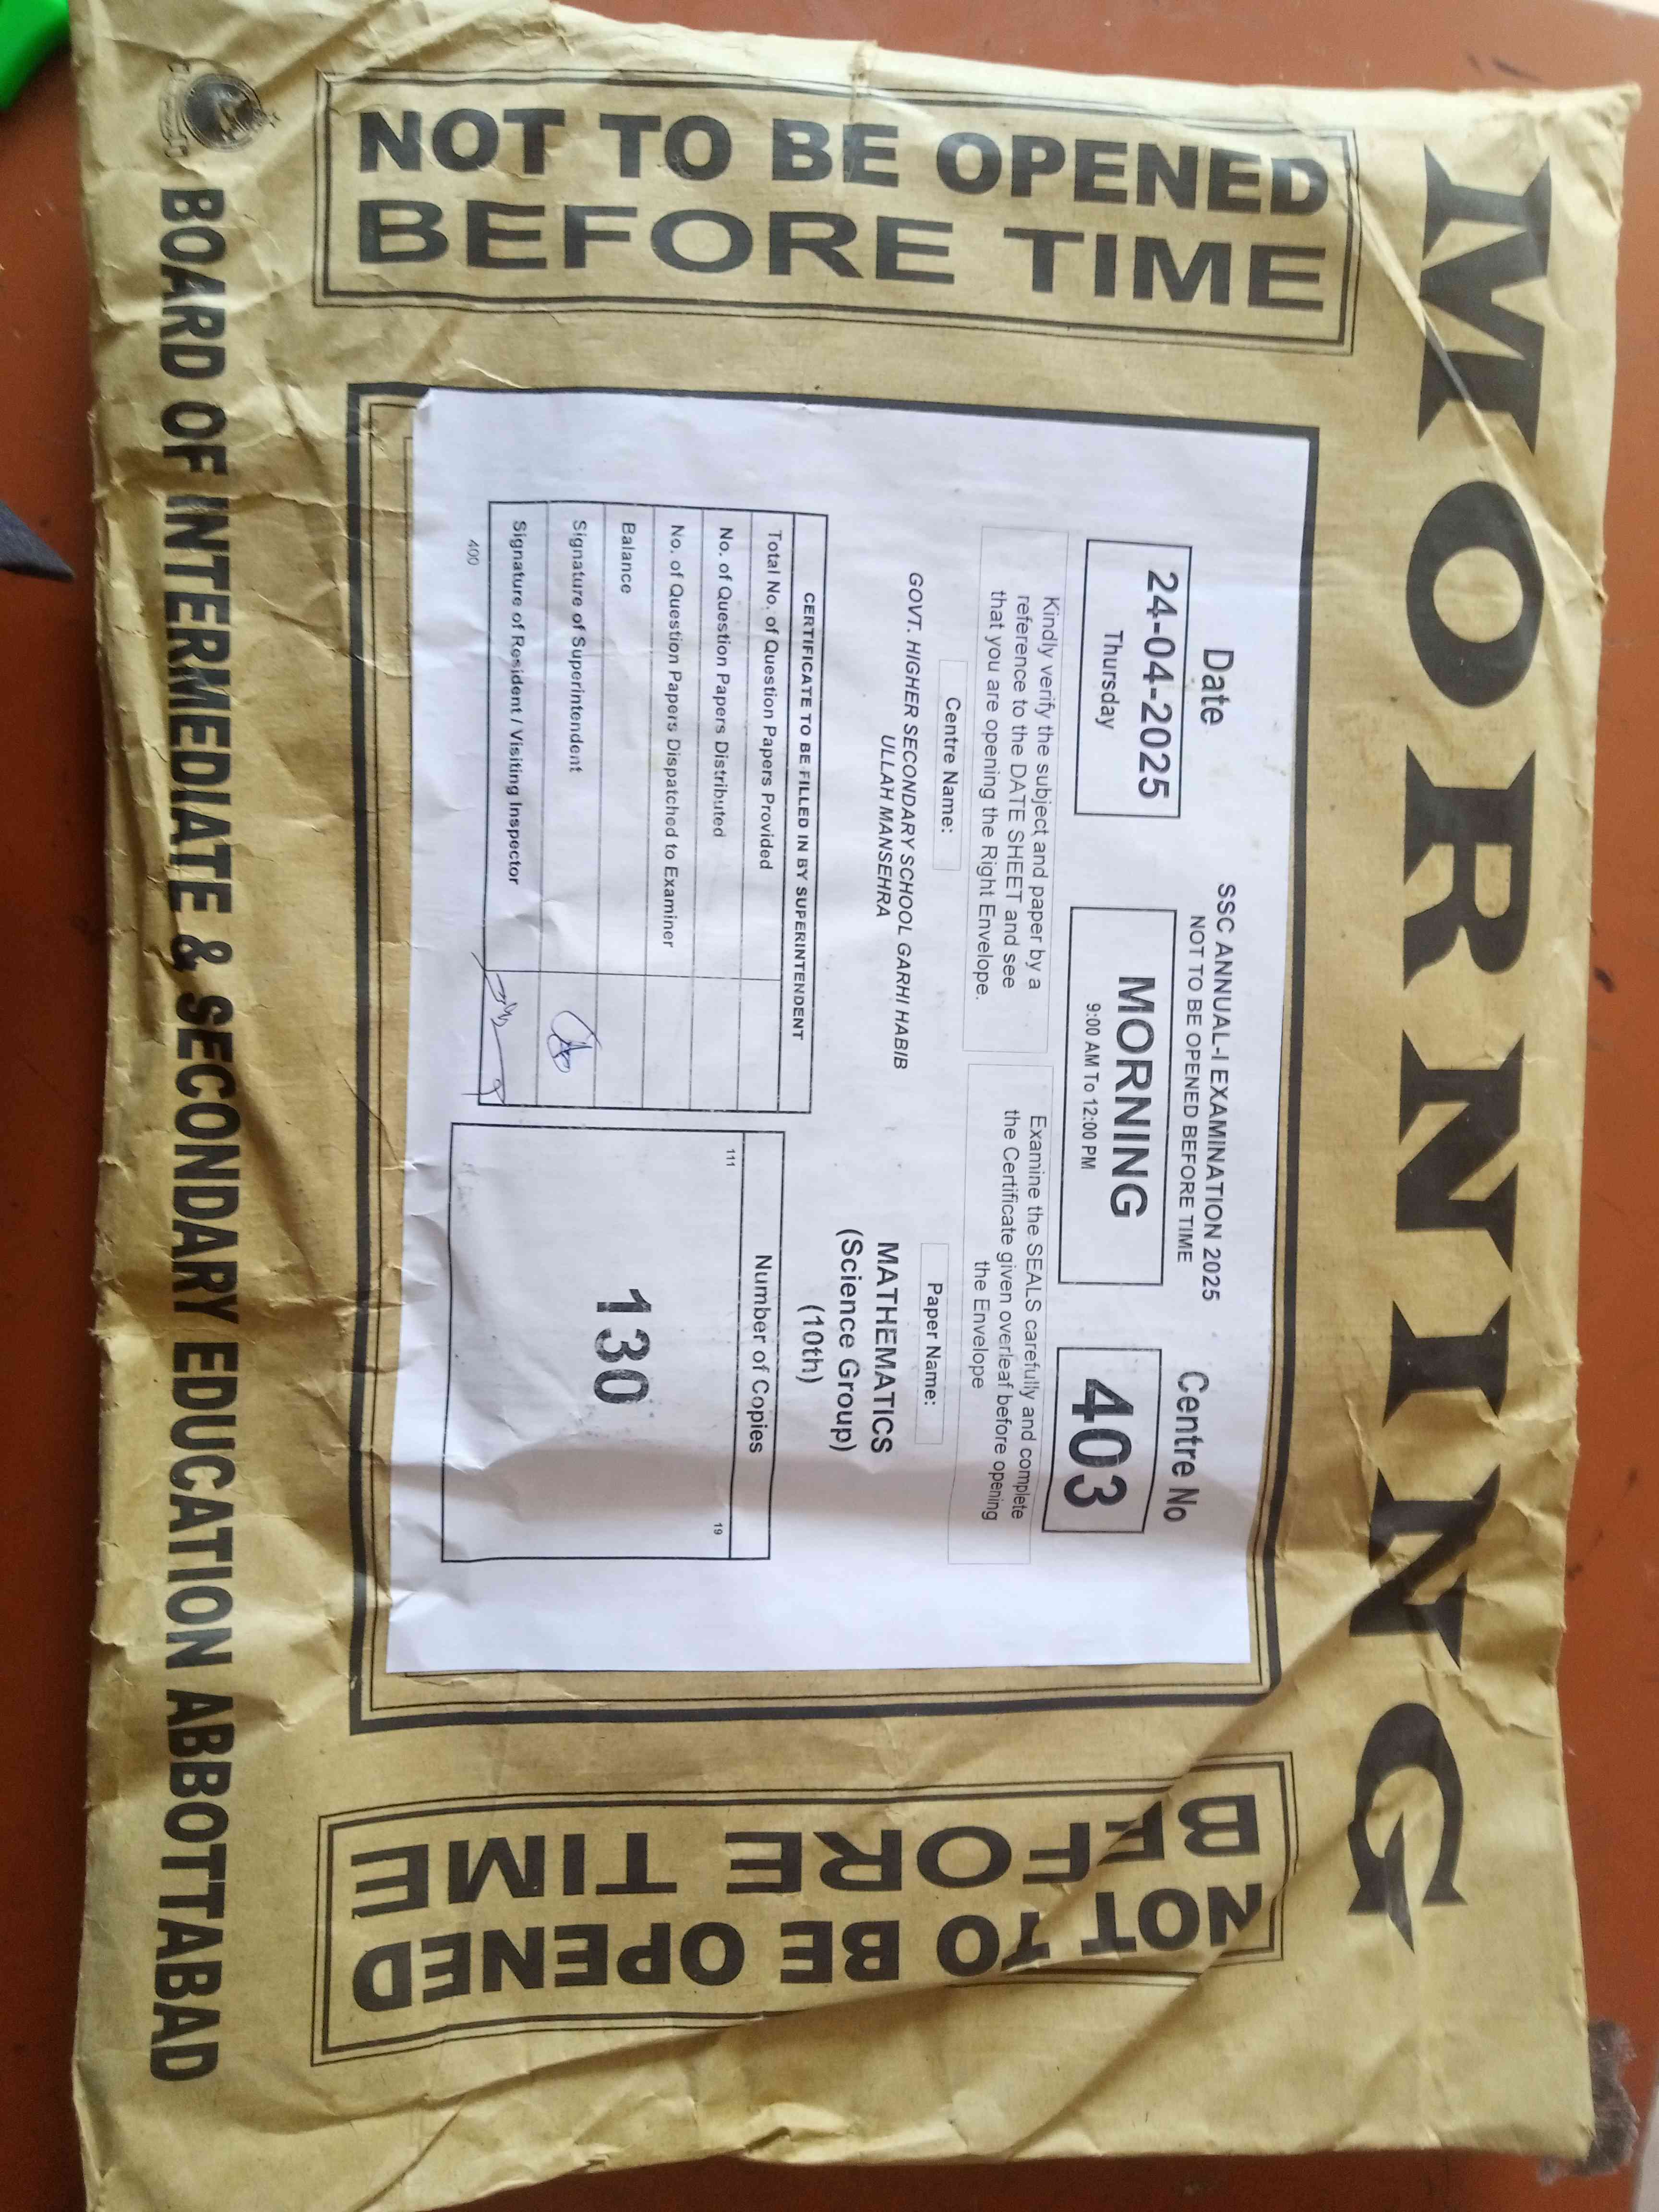 MORNING
NOT TO BE OPENED
BEFORE TIME
Date
24-04-2025
Thursday
SSC ANNUAL-I EXAMINATION 2025
NOT TO BE OPENED BEFORE TIME
MORNING
9:00 AM To 12:00 PM
Centre No
403
Kindly verify the subject and paper by a
reference to the DATE SHEET and see
that you are opening the Right Envelope.
Examine the SEALS carefully and complete
the Certificate given overleaf before opening
the Envelope
Centre Name:
GOVT. HIGHER SECONDARY SCHOOL GARHI HABIB
ULLAH MANSEHRA
Paper Name:
MATHEMATICS
(Science Group)
(10th)
CERTIFICATE TO BE FILLED IN BY SUPERINTENDENT
Total No. of Question Papers Provided
No. of Question Papers Distributed
No. of Question Papers Dispatched to Examiner
Balance
Signature of Superintendent
Signature of Resident / Visiting Inspector
400
Number of Copies
111
19
130
NOT TO BE OPENED
BEFORE TIME
BOARD OF INTERMEDIATE & SECONDARY EDUCATION ABBOTTABAD